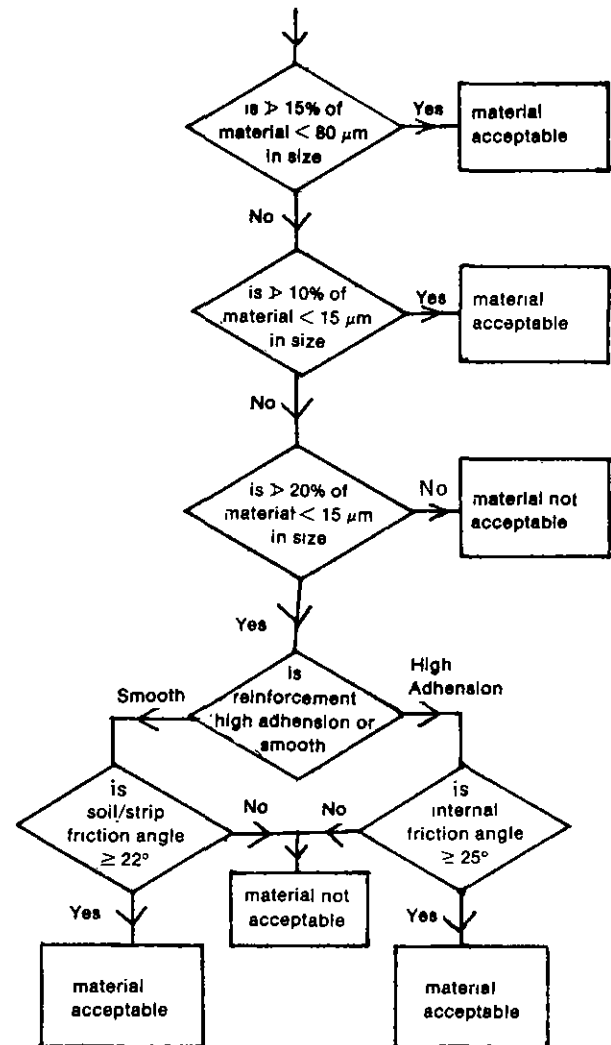 is ≯ 15% of
material < 80 µm
in size
Yes
material
acceptable
No
is ≯ 10% of
material < 15 µm
in size
Yes
material
acceptable
No
is ≯ 20% of
material < 15 µm
in size
No
material not
acceptable
Yes
is
reinforcement
high adhension or
smooth
Smooth
High
Adhension
is
soil/strip
friction angle
≥ 22°
No
No
is
internal
friction angle
≥ 25°
material not
acceptable
Yes
Yes
material
acceptable
material
acceptable